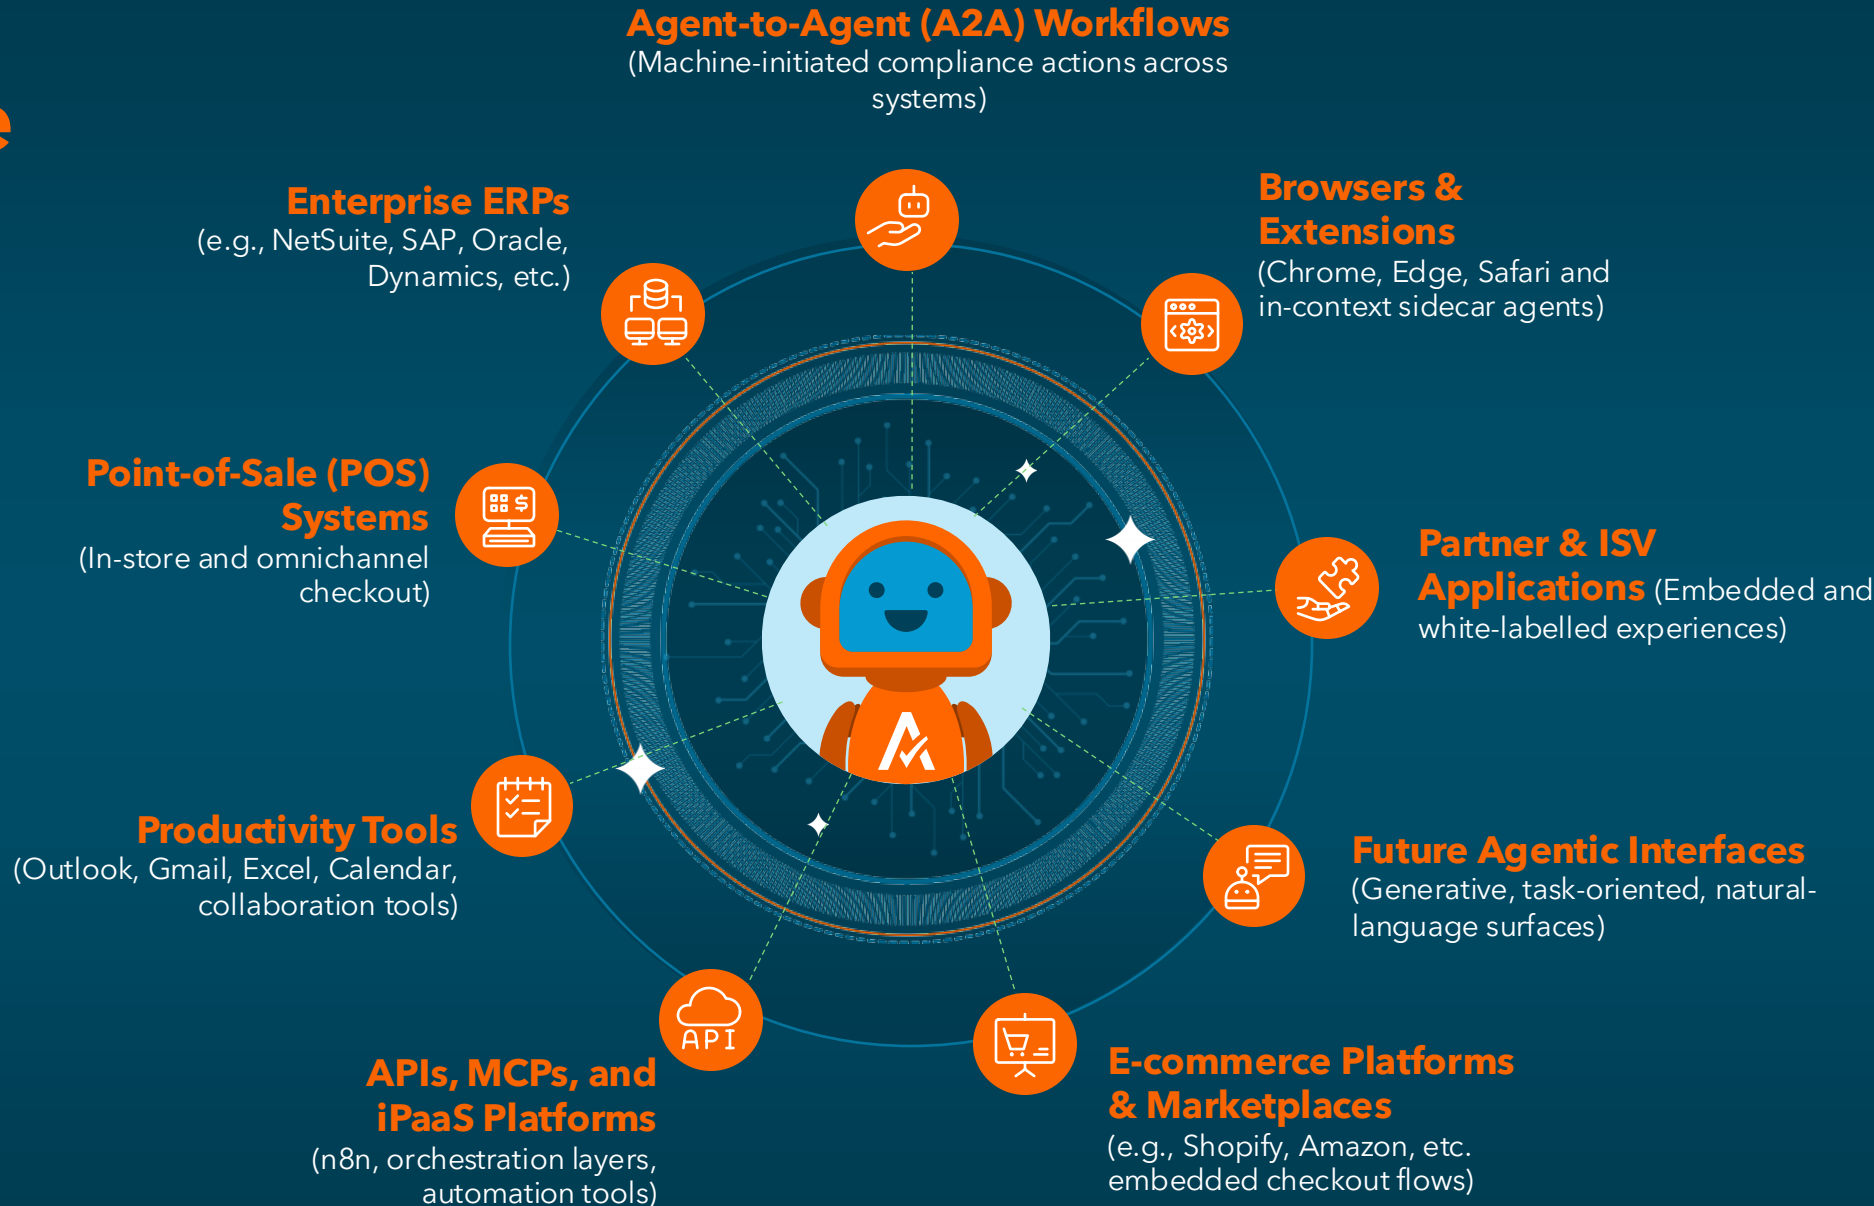 Agent-to-Agent (A2A) Workflows
(Machine-initiated compliance actions across
systems)
e
Enterprise ERPs
(e.g., NetSuite, SAP, Oracle,
Dynamics, etc.)
Browsers &
Extensions
(Chrome, Edge, Safari and
in-context sidecar agents)
Point-of-Sale (POS)
Systems
(In-store and omnichannel
checkout)
Partner & ISV
Applications (Embedded and
white-labelled experiences)
Productivity Tools
(Outlook, Gmail, Excel, Calendar,
collaboration tools)
Future Agentic Interfaces
(Generative, task-oriented, natural-
language surfaces)
API
APIs, MCPs, and
iPaaS Platforms
(n8n, orchestration layers,
automation tools)
E-commerce Platforms
& Marketplaces
(e.g., Shopify, Amazon, etc.
embedded checkout flows)